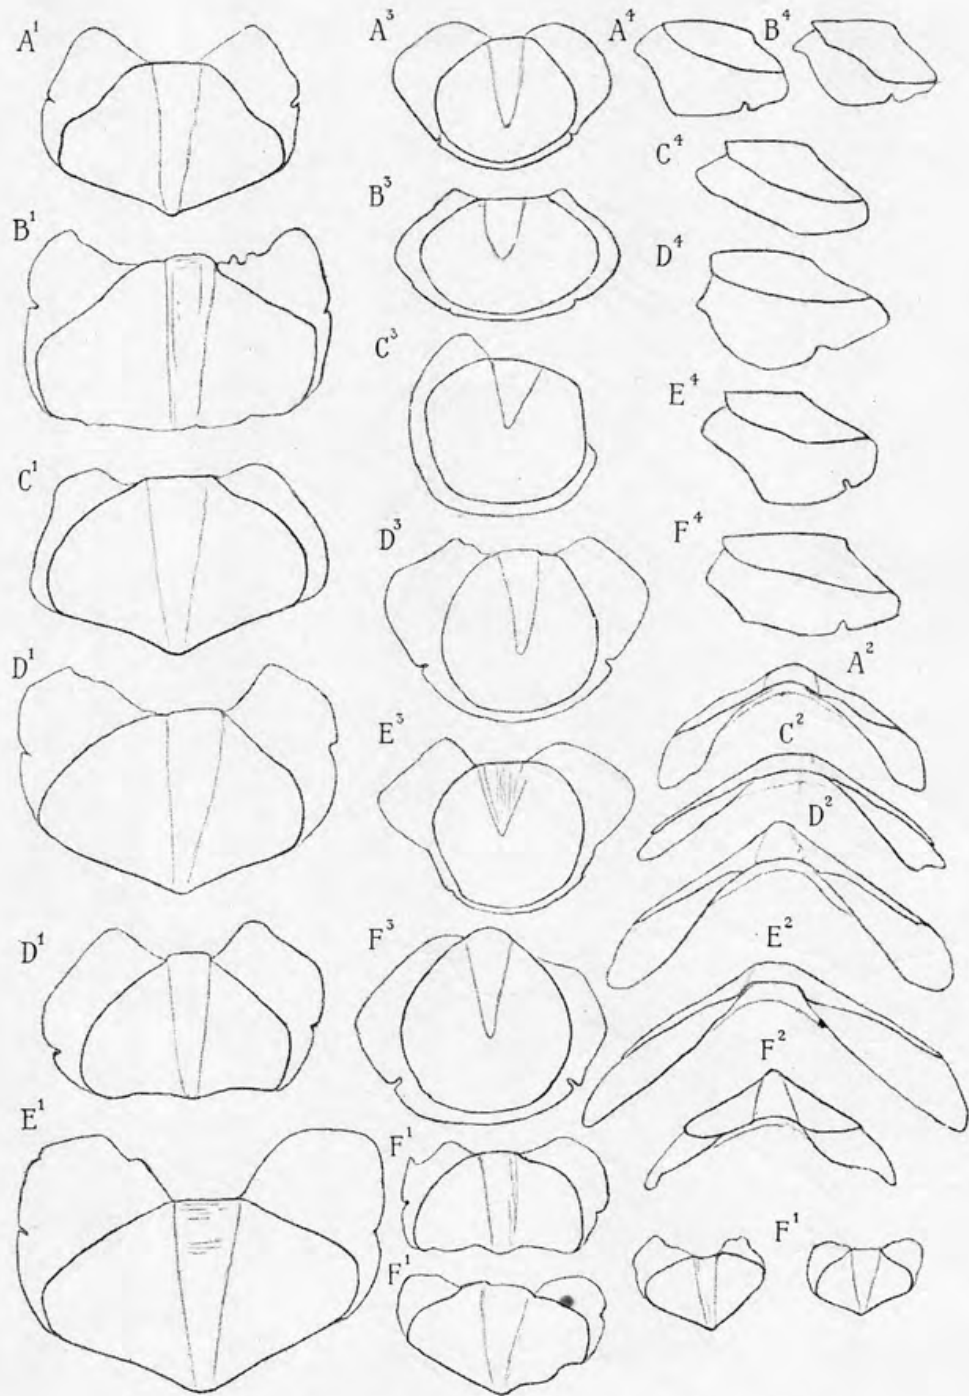 A¹
B¹
C¹
D¹
D¹
E¹
A³
B³
C³
D³
E³
F³
F¹
F¹
A⁴ B⁴
C⁴
D⁴
E⁴
F⁴
A²
C²
D²
E²
F²
F¹